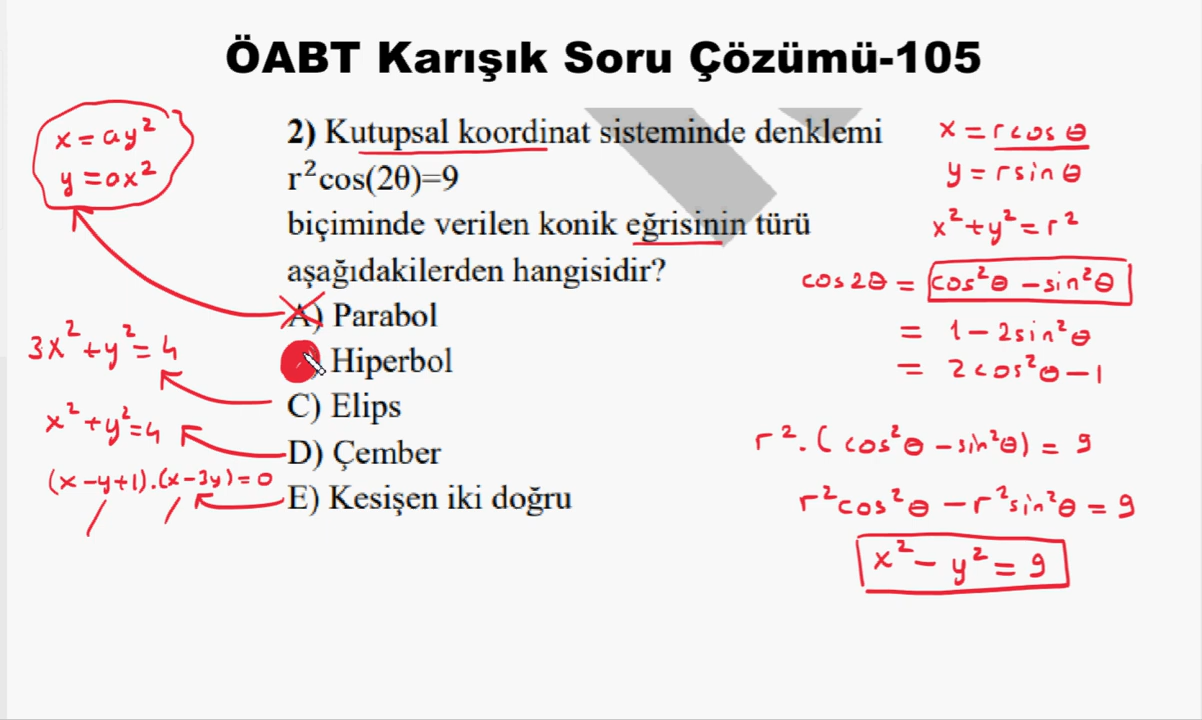 ÖABT Karışık Soru Çözümü-105
x = ay²
y = ax²
2) Kutupsal koordinat sisteminde denklemi
r²cos(2θ)=9
biçiminde verilen konik eğrisinin türü
aşağıdakilerden hangisidir?
A) Parabol
Hiperbol
C) Elips
D) Çember
E) Kesişen iki doğru
3x² + y² = 4
x² + y² = 4
(x - y + 1).(x - 3y) = 0
x = r cos θ
y = r sin θ
x² + y² = r²
cos 2θ = cos²θ - sin²θ
= 1 - 2sin²θ
= 2cos²θ - 1
r².(cos²θ - sin²θ) = 9
r²cos²θ - r²sin²θ = 9
x² - y² = 9